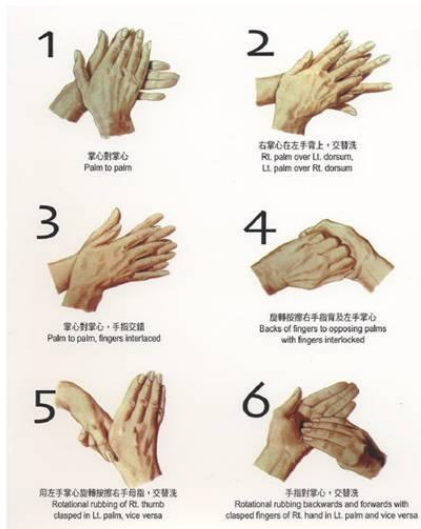 1
掌心對掌心
Palm to palm
2
右掌心在左手背上，交替洗
Rt. palm over Lt. dorsum,
Lt. palm over Rt. dorsum
3
掌心對掌心，手指交錯
Palm to palm, fingers interlaced
4
旋轉按擦右手指背及左手掌心
Backs of fingers to opposing palms
with fingers interlocked
5
用左手掌心旋轉按擦右手母指，交替洗
Rotational rubbing of Rt. thumb
clasped in Lt. palm, vice versa
6
手指對掌心，交替洗
Rotational rubbing backwards and forwards with
clasped fingers of Rt. hand in Lt. palm and vice versa